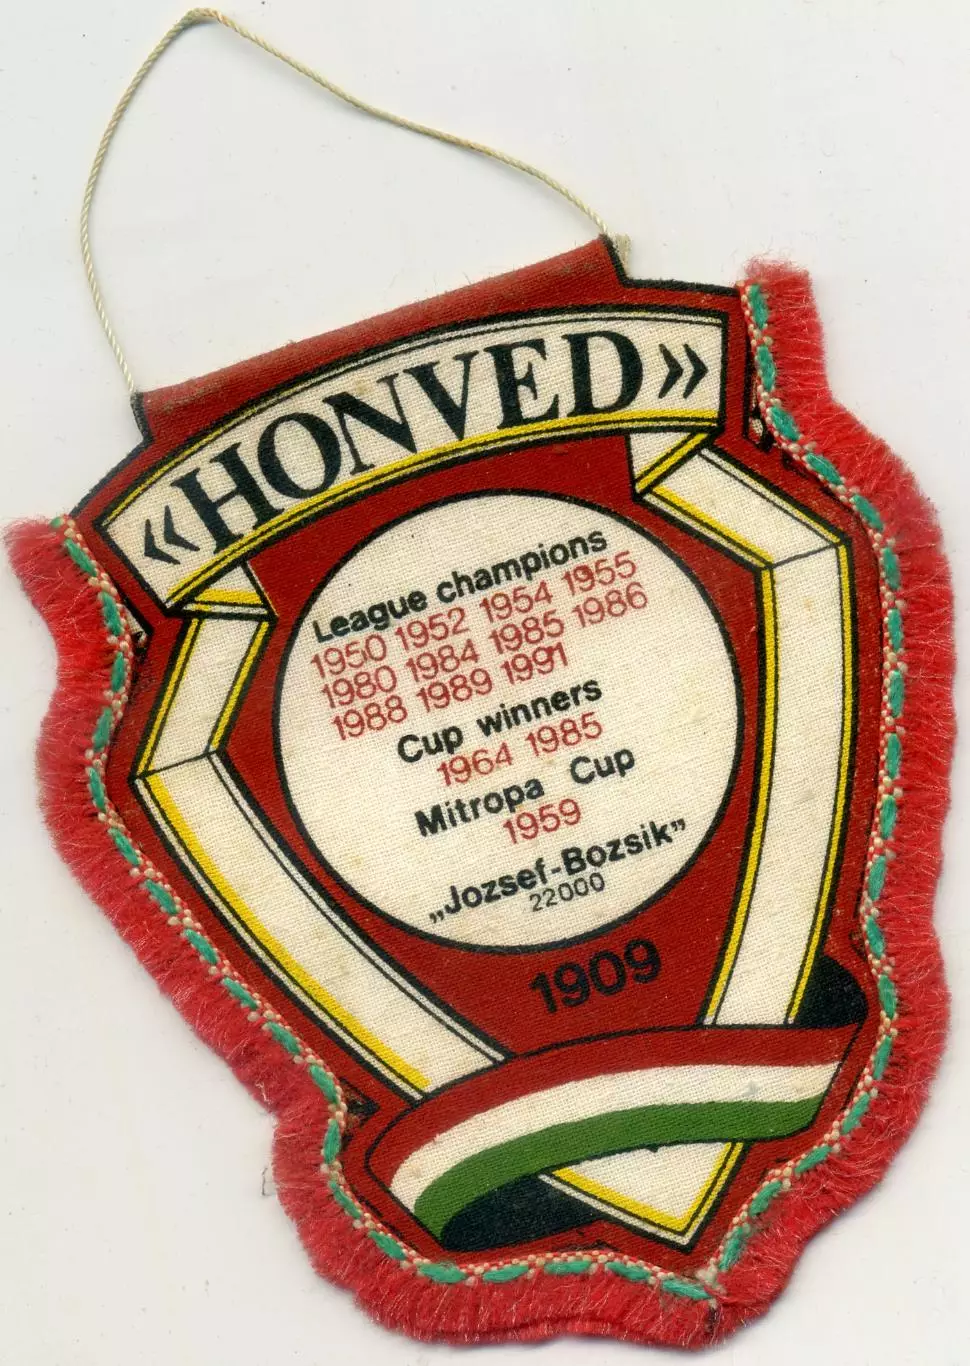 «HONVED»
League champions
1950 1952 1954 1955
1980 1984 1985 1986
1988 1989 1991
Cup winners
1964 1985
Mitropa Cup
1959
„Jozsef-Bozsik”
22000
1909